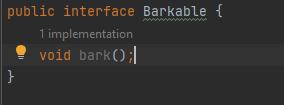 public interface Barkable {
1 implementation
void bark();
}